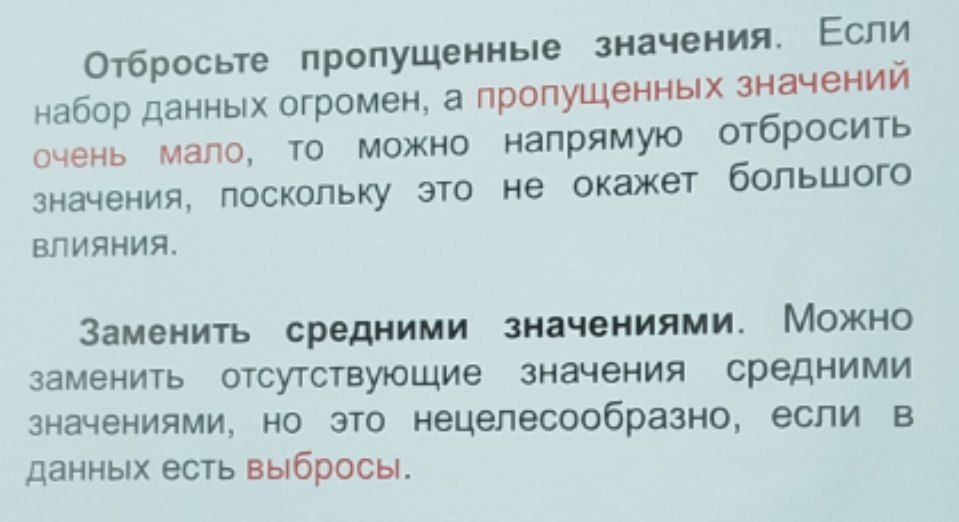 Отбросьте пропущенные значения. Если
набор данных огромен, а пропущенных значений
очень мало, то можно напрямую отбросить
значения, поскольку это не окажет большого
влияния.
Заменить средними значениями. Можно
заменить отсутствующие значения средними
значениями, но это нецелесообразно, если в
данных есть выбросы.